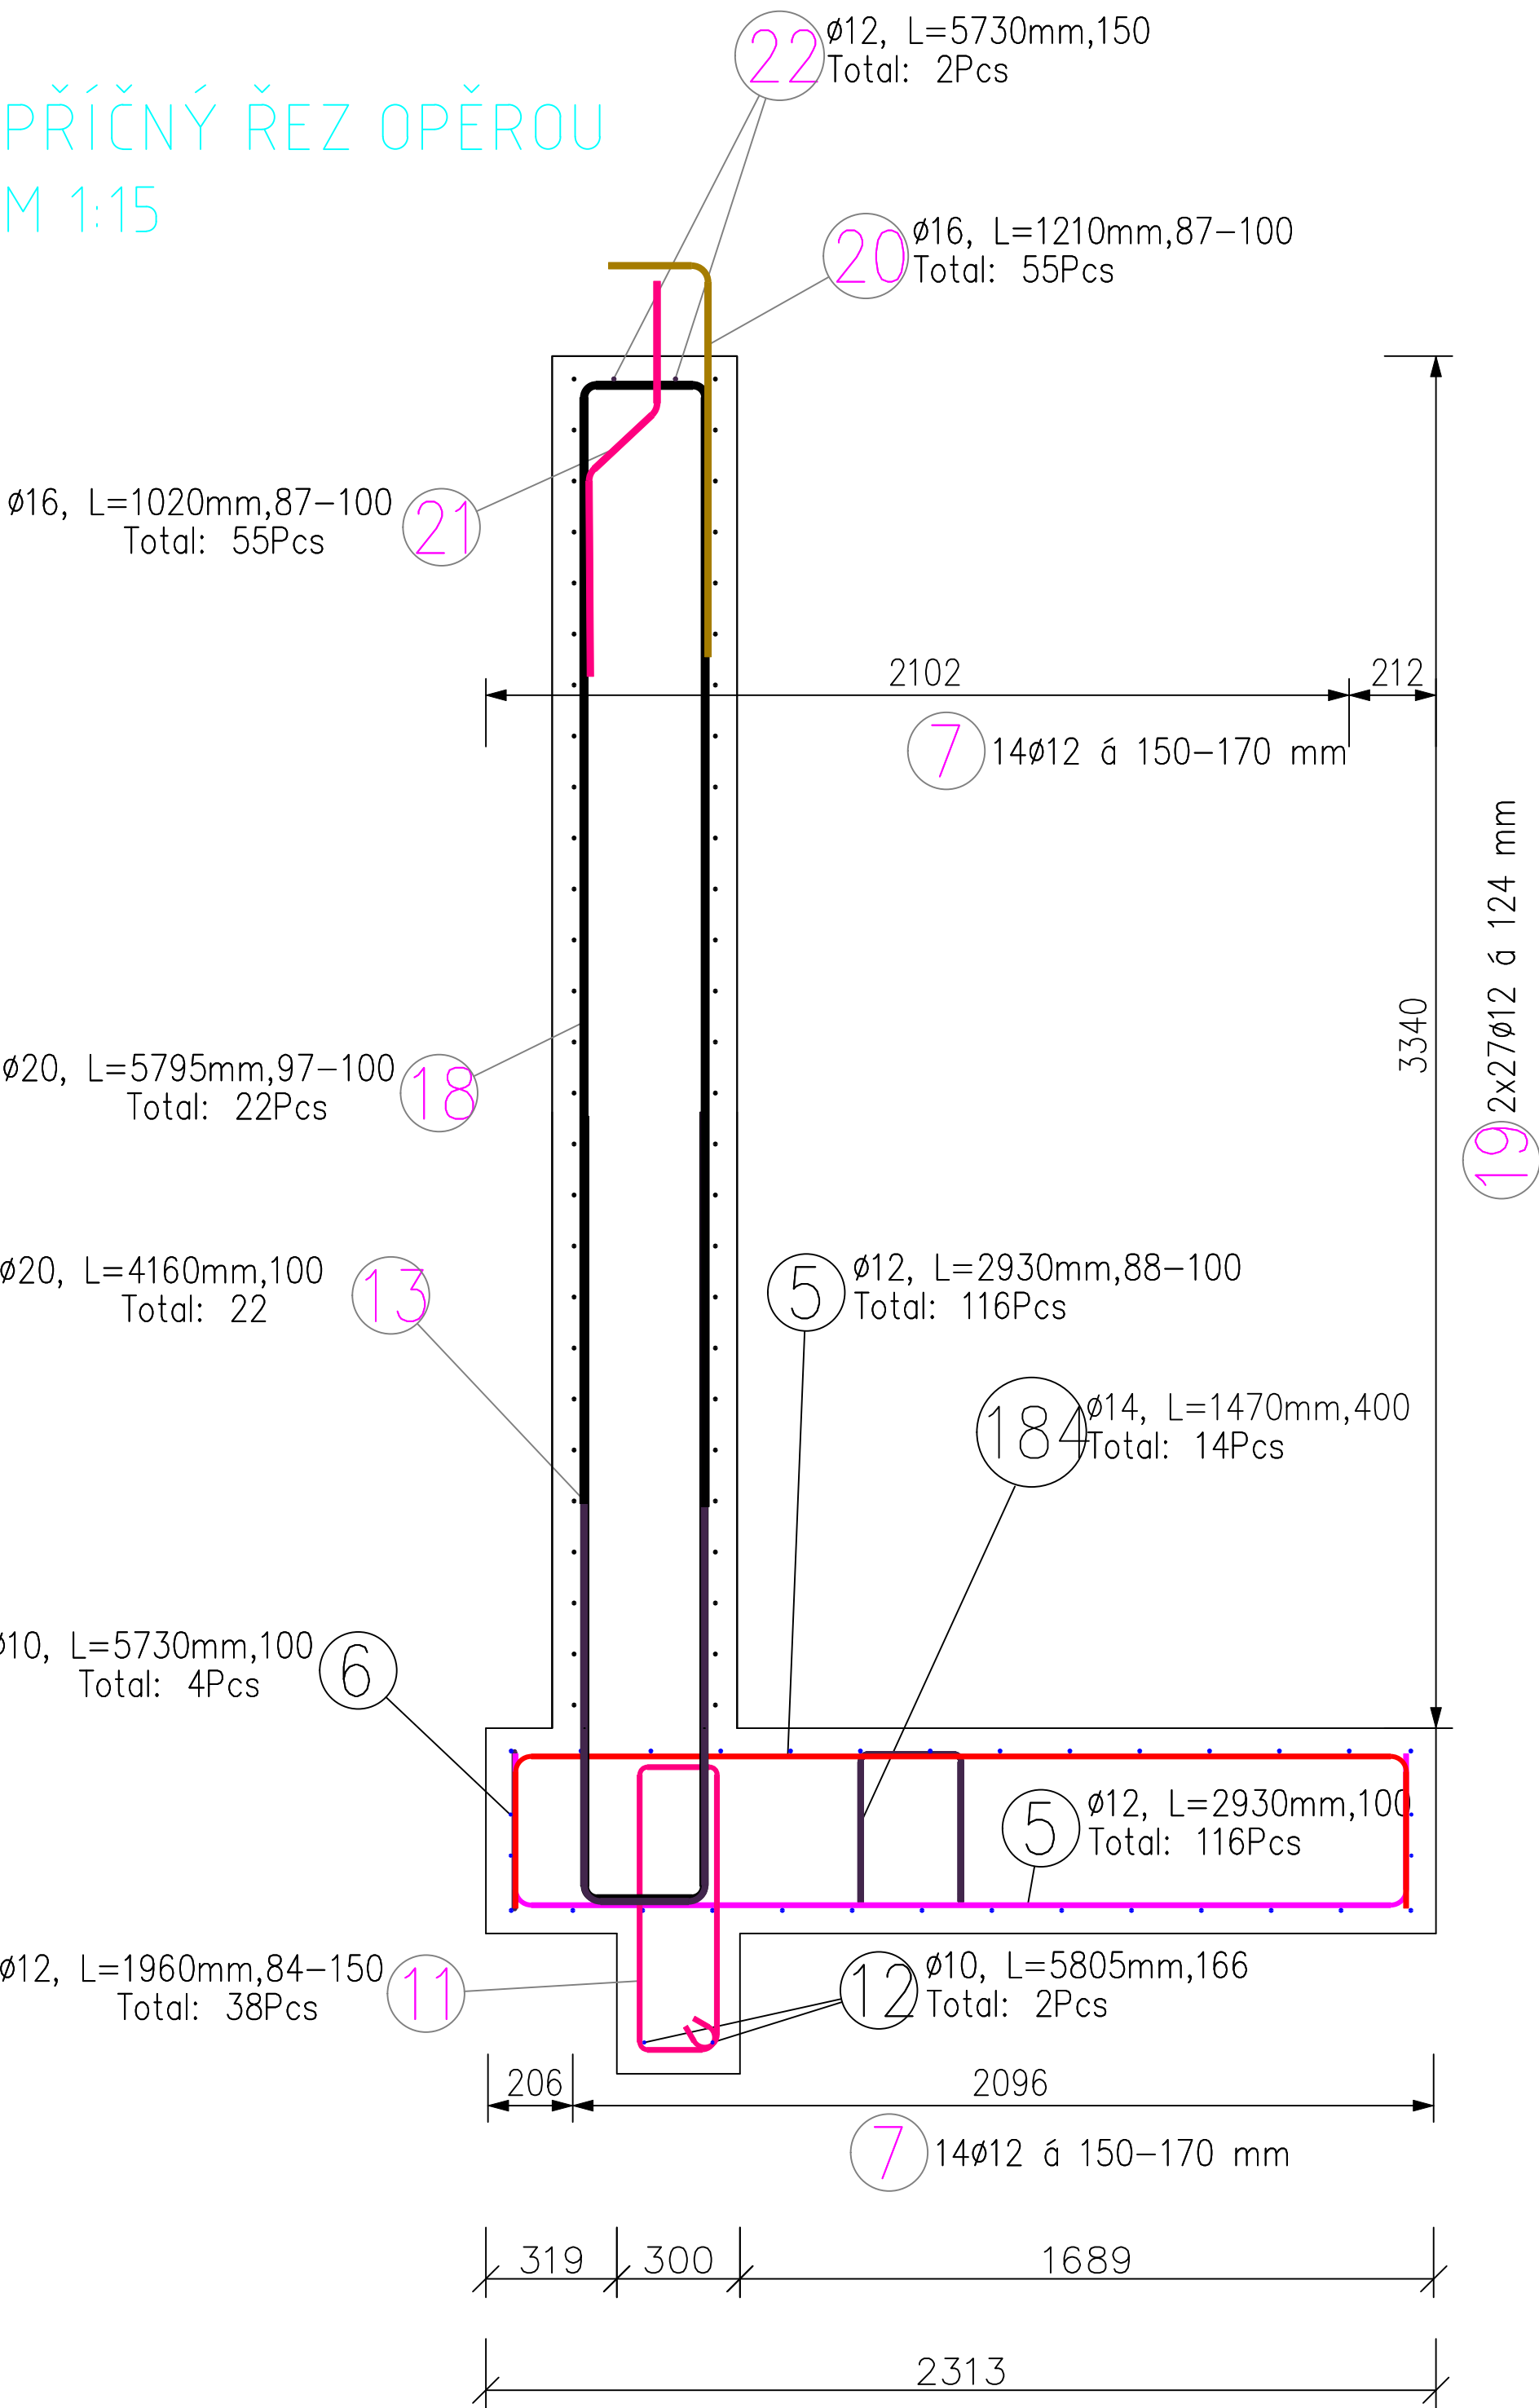 22
ø12, L=5730mm,150
Total: 2Pcs
PŘÍČNÝ ŘEZ OPĚROU
M 1:15
20
ø16, L=1210mm,87-100
Total: 55Pcs
ø16, L=1020mm,87-100
Total: 55Pcs
21
2102
212
7
14ø12 á 150-170 mm
3340
19
2x27ø12 á 124 mm
ø20, L=5795mm,97-100
Total: 22Pcs
18
ø20, L=4160mm,100
Total: 22
13
5
ø12, L=2930mm,88-100
Total: 116Pcs
184
ø14, L=1470mm,400
Total: 14Pcs
ø10, L=5730mm,100
Total: 4Pcs
6
5
ø12, L=2930mm,100
Total: 116Pcs
ø12, L=1960mm,84-150
Total: 38Pcs
11
12
ø10, L=5805mm,166
Total: 2Pcs
206
2096
7
14ø12 á 150-170 mm
319
300
1689
2313